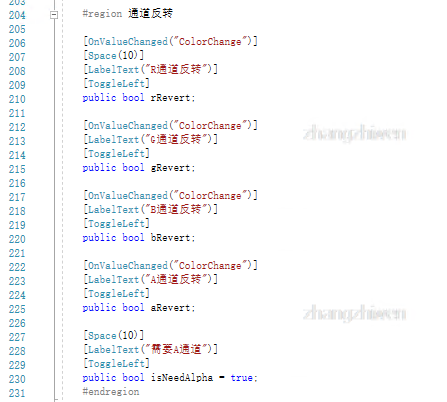 203
204 #region 通道反转
205
206 [OnValueChanged("ColorChange")]
207 [Space(10)]
208 [LabelText("R通道反转")]
209 [ToggleLeft]
210 public bool rRevert;
211
212 [OnValueChanged("ColorChange")]
213 [LabelText("G通道反转")]
214 [ToggleLeft]
215 public bool gRevert;
216
217 [OnValueChanged("ColorChange")]
218 [LabelText("B通道反转")]
219 [ToggleLeft]
220 public bool bRevert;
221
222 [OnValueChanged("ColorChange")]
223 [LabelText("A通道反转")]
224 [ToggleLeft]
225 public bool aRevert;
226
227 [Space(10)]
228 [LabelText("需要A通道")]
229 [ToggleLeft]
230 public bool isNeedAlpha = true;
231 #endregion
zhangzhiwen
zhangzhiwen